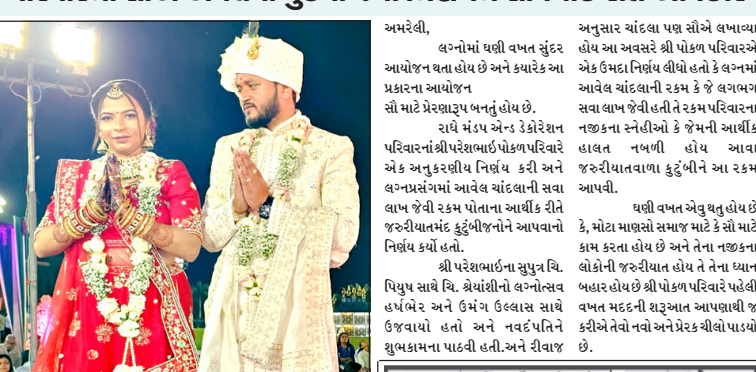 અમરેલી,
લગ્નોમાં ઘણી વખત સુંદર
આયોજન થતા હોય છે અને કયારેક આ
પ્રકારના આયોજન
સૌ માટે પ્રેરણારૂપ બનતું હોય છે.
રાધે મંડપ એન્ડ ડેકોરેશન
પરિવારનાં શ્રી પરેશભાઇ પોકળ પરિવારે
એક અનુકરણીય નિર્ણય કરી અને
લગ્નપ્રસંગમાં આવેલ ચાંદલાની સવા
લાખ જેવી રકમ પોતાના આર્થીક રીતે
જરુરીયાતમંદ કુટુંબીજનોને આપવાનો
નિર્ણય કર્યો હતો.
શ્રી પરેશભાઇના સુપુત્ર ચિ.
પિયુષ સાથે ચિ. શ્રેયાંશીનો લગ્નોત્સવ
હર્ષભેર અને ઉમંગ ઉલ્લાસ સાથે
ઉજવાયો હતો અને નવદંપતિને
શુભકામના પાઠવી હતી.અને રીવાજ
અનુસાર ચાંદલા પણ સૌએ લખાવ્યા
હોય આ અવસરે શ્રી પોકળ પરિવારએ
એક ઉમદા નિર્ણય લીધો હતો કે લગ્નમાં
આવેલ ચાંદલાની રકમ કે જે લગભગ
સવા લાખ જેવી હતી તે રકમ પરિવારના
નજીકના સ્નેહીઓ કે જેમની આર્થીક
હાલત નબળી હોય આવા
જરુરીયાતવાળા કુટુંબીને આ રકમ
આપવી.
ઘણી વખત એવુ થતુ હોય છે
કે, મોટા માણસો સમાજ માટે કે સૌ માટે
કામ કરતા હોય છે અને તેના નજીકના
લોકોની જરુરીયાત હોય તે તેના ધ્યાન
બહાર હોય છે શ્રી પોકળ પરિવારે પહેલી
વખત મદદની શરૂઆત આપણાથી જ
કરીએ તેવો નવો અને પ્રેરક ચીલો પાડયો
છે.